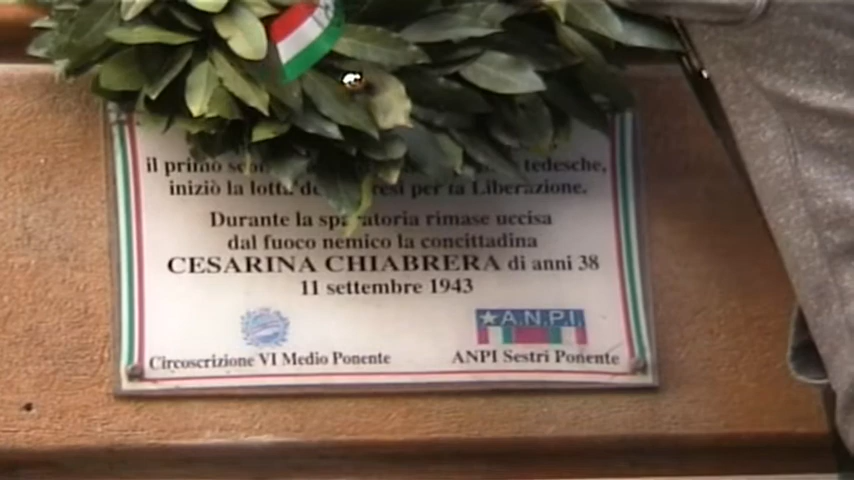 il primo tedesche,
iniziò la lotta per la Liberazione.
Durante la sparatoria rimase uccisa
dal fuoco nemico la concittadina
CESARINA CHIABRERA di anni 38
11 settembre 1943
A.N.P.I.
Circoscrizione VI Medio Ponente
ANPI Sestri Ponente